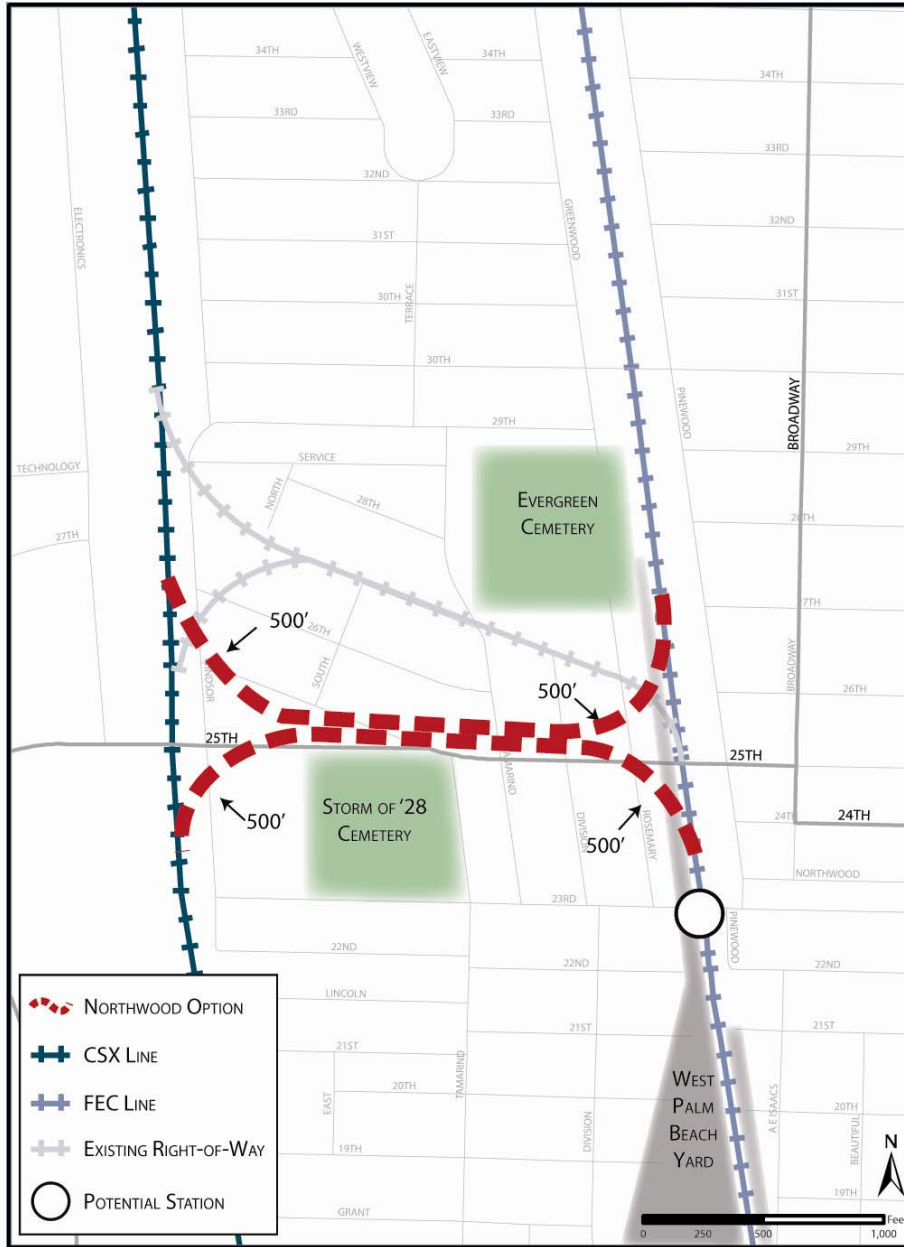 34TH
WESTVIEW
EASTVIEW
34TH
34TH
33RD
33RD
33RD
32ND
32ND
ELECTRONICS
GREENWOOD
31ST
31ST
30TH
TERRACE
30TH
PINEWOOD
BROADWAY
29TH
29TH
TECHNOLOGY
SERVICE
NORTH
28TH
EVERGREEN
CEMETERY
27TH
27TH
500'
26TH
SOUTH
500'
BROADWAY
26TH
25TH
25TH
STORM OF '28
CEMETERY
500'
DIVISION
ROSEMARY
500'
24TH
24TH
NORTHWOOD
23RD
PINEWOOD
22ND
22ND
22ND
NORTHWOOD OPTION
CSX LINE
FEC LINE
EXISTING RIGHT-OF-WAY
POTENTIAL STATION
LINCOLN
21ST
21ST
21ST
EAST
20TH
TAMARIND
DIVISION
WEST
PALM
BEACH
YARD
A E ISAACS
20TH
BEAUTIFUL
19TH
19TH
GRANT
N
Feet
0 250 500 1,000